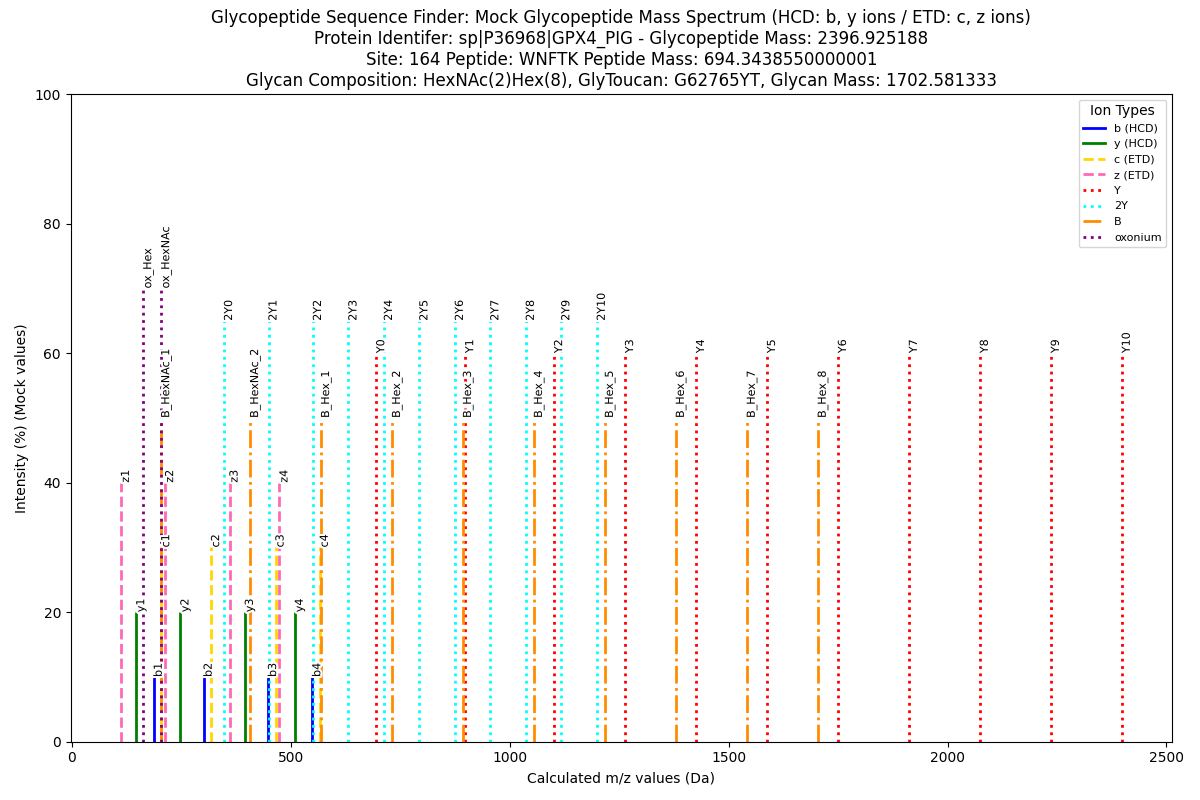 Glycopeptide Sequence Finder: Mock Glycopeptide Mass Spectrum (HCD: b, y ions / ETD: c, z ions)
Protein Identifer: sp|P36968|GPX4_PIG - Glycopeptide Mass: 2396.925188
Site: 164 Peptide: WNFTK Peptide Mass: 694.3438550000001
Glycan Composition: HexNAc(2)Hex(8), GlyToucan: G62765YT, Glycan Mass: 1702.581333
Ion Types
b (HCD)
y (HCD)
c (ETD)
z (ETD)
Y
2Y
B
oxonium
Intensity (%) (Mock values)
100
80
60
40
20
0
ox_Hex
ox_HexNAc
2Y0
2Y1
2Y2
2Y3
2Y4
2Y5
2Y6
2Y7
2Y8
2Y9
2Y10
Y0
Y1
Y2
Y3
Y4
Y5
Y6
Y7
Y8
Y9
Y10
B_HexNAc_1
B_HexNAc_2
B_Hex_1
B_Hex_2
B_Hex_3
B_Hex_4
B_Hex_5
B_Hex_6
B_Hex_7
B_Hex_8
z1
z2
z3
z4
c1
c2
c3
c4
y1
y2
y3
y4
b1
b2
b3
b4
0
500
1000
1500
2000
2500
Calculated m/z values (Da)